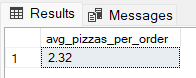 Results Messages
avg_pizzas_per_order
1 2.32